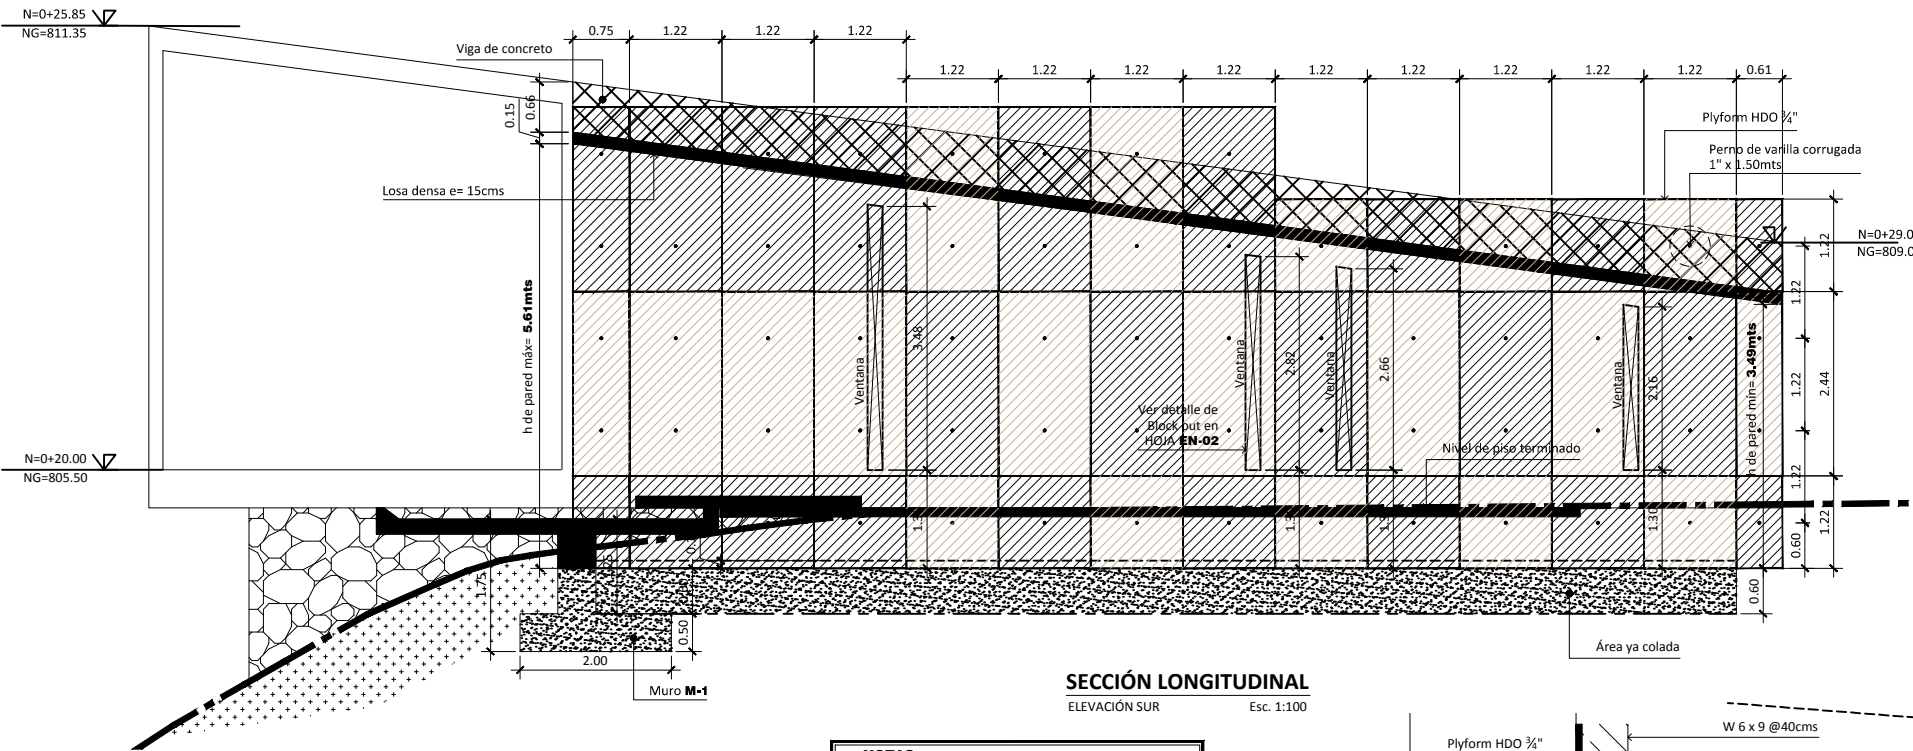 N=0+25.85
NG=811.35
Viga de concreto
0.75
1.22
1.22
1.22
1.22
1.22
1.22
1.22
1.22
1.22
1.22
1.22
1.22
0.61
0.15
0.66
Plyform HDO ¾"
Perno de varilla corrugada
1" x 1.50mts
Losa densa e= 15cms
N=0+29.0
NG=809.0
1.22
1.22
h de pared máx= 5.61mts
Ventana
3.48
Ventana
2.82
Ventana
2.66
Ventana
2.16
h de pared mín= 3.49mts
1.22
2.44
Ver detalle de
Block out en
HOJA EN-02
Nivel de piso terminado
N=0+20.00
NG=805.50
1.22
1.22
0.60
1.30
1.75
0.50
0.60
2.00
Muro M-1
Área ya colada
SECCIÓN LONGITUDINAL
ELEVACIÓN SUR
Esc. 1:100
W 6 x 9 @40cms
Plyform HDO ¾"